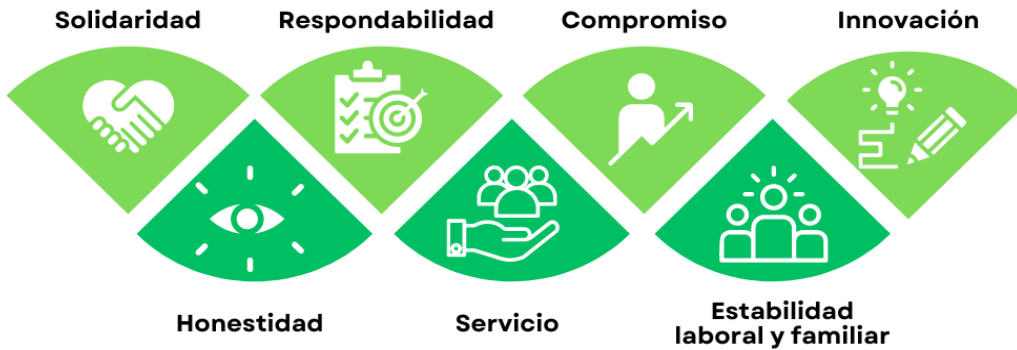 Solidaridad
Respondabilidad
Compromiso
Innovación
Honestidad
Servicio
Estabilidad
laboral y familiar